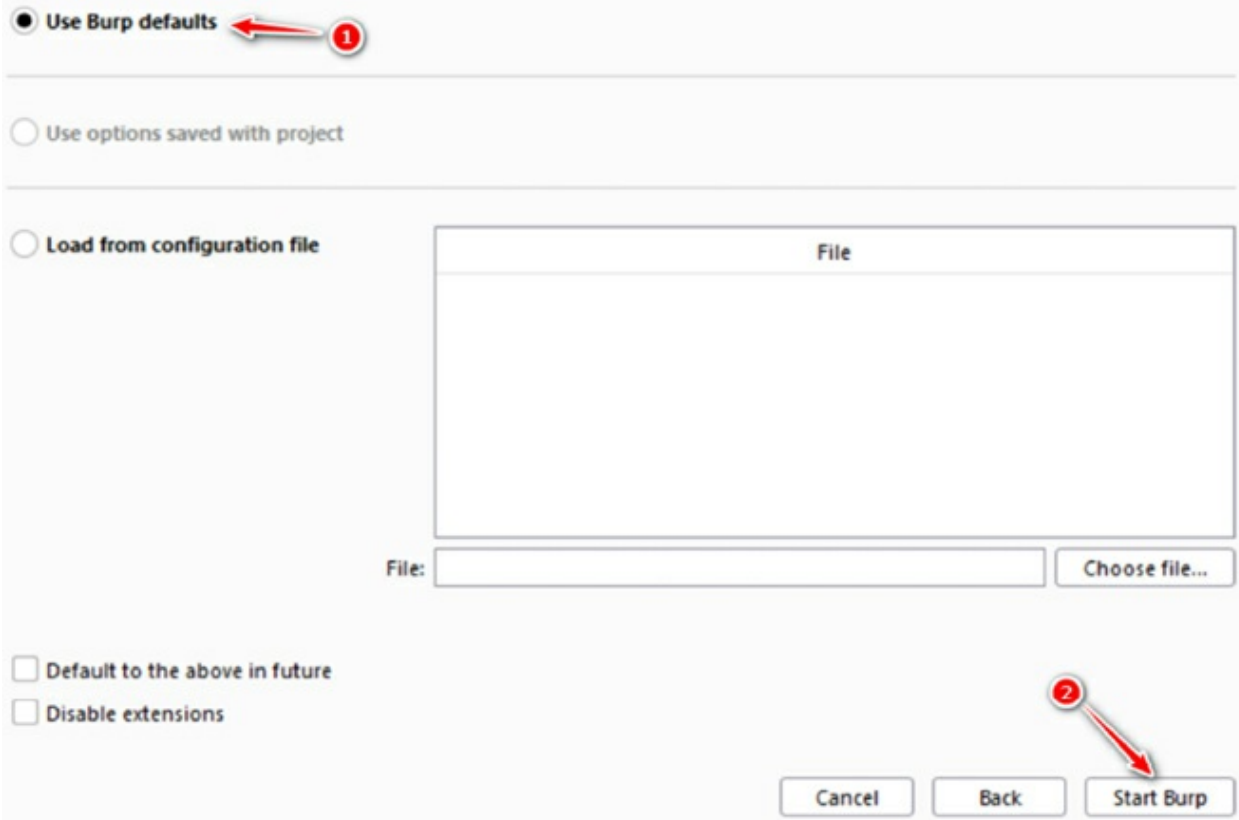 Use Burp defaults
1
Use options saved with project
Load from configuration file
File
File:
Choose file...
Default to the above in future
Disable extensions
2
Cancel
Back
Start Burp